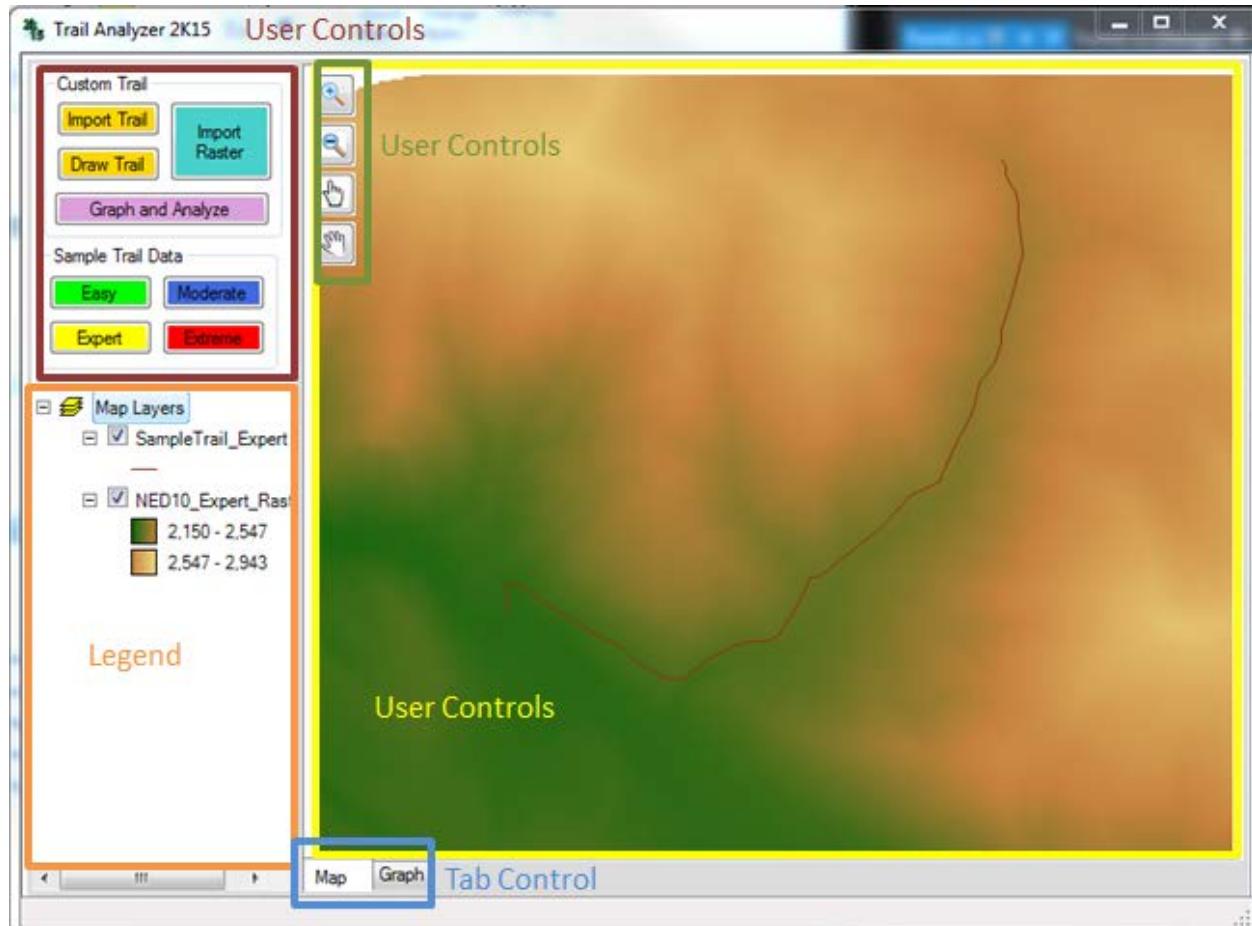 Trail Analyzer 2K15
User Controls
Custom Trail
Import Trail
Import
Raster
Draw Trail
Graph and Analyze
Sample Trail Data
Easy
Moderate
Expert
Extreme
User Controls
Map Layers
SampleTrail_Expert
NED10_Expert_Ras
2,150 - 2,547
2,547 - 2,943
Legend
User Controls
Map
Graph
Tab Control